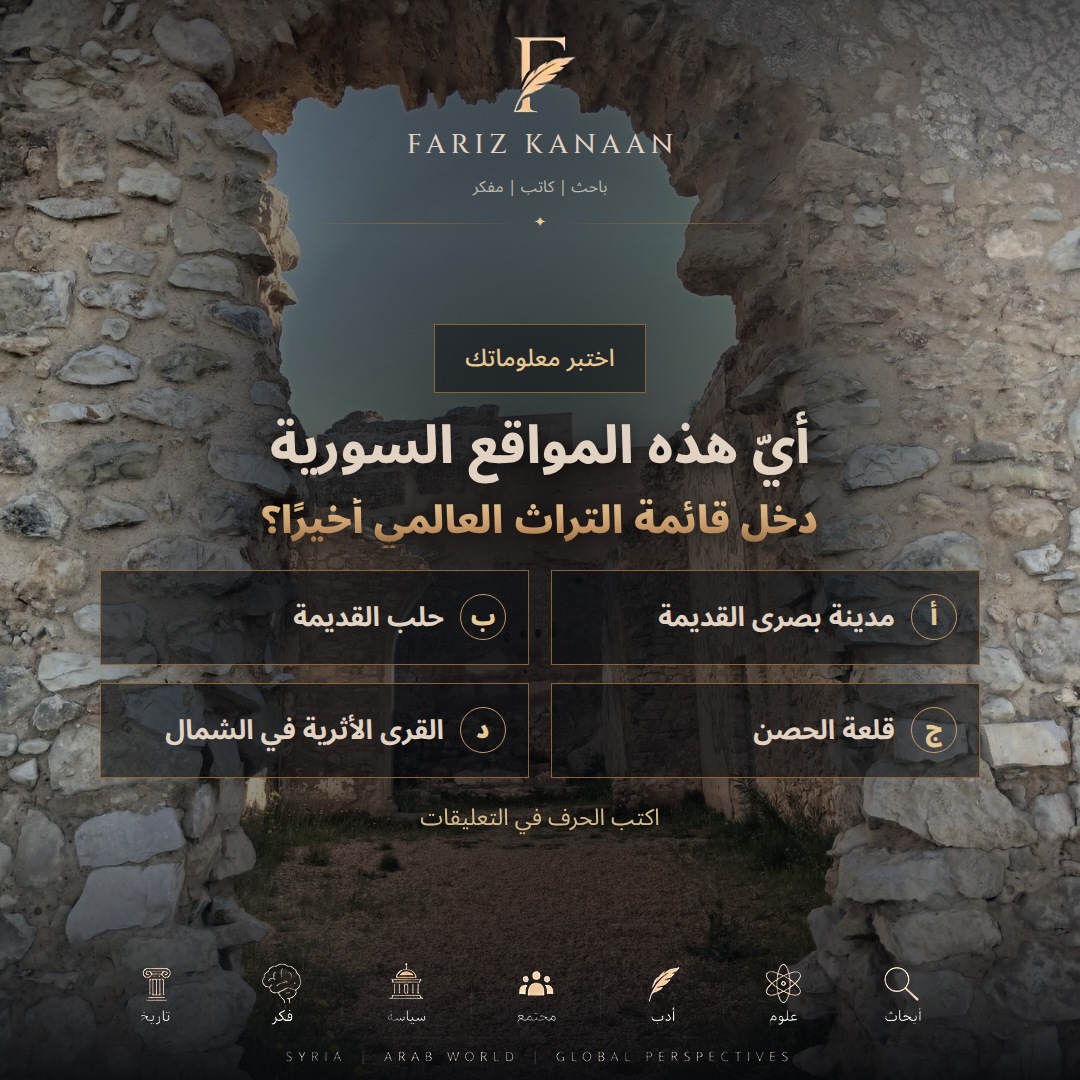 FARIZ KANAAN
باحث | كاتب | مفكر
اختبر معلوماتك
أيّ هذه المواقع السورية
دخل قائمة التراث العالمي أخيرًا؟
أ مدينة بصرى القديمة
ب حلب القديمة
ج قلعة الحصن
د القرى الأثرية في الشمال
اكتب الحرف في التعليقات
أبحاث علوم أدب مجتمع سياسة فكر تاريخ
SYRIA | ARAB WORLD | GLOBAL PERSPECTIVES